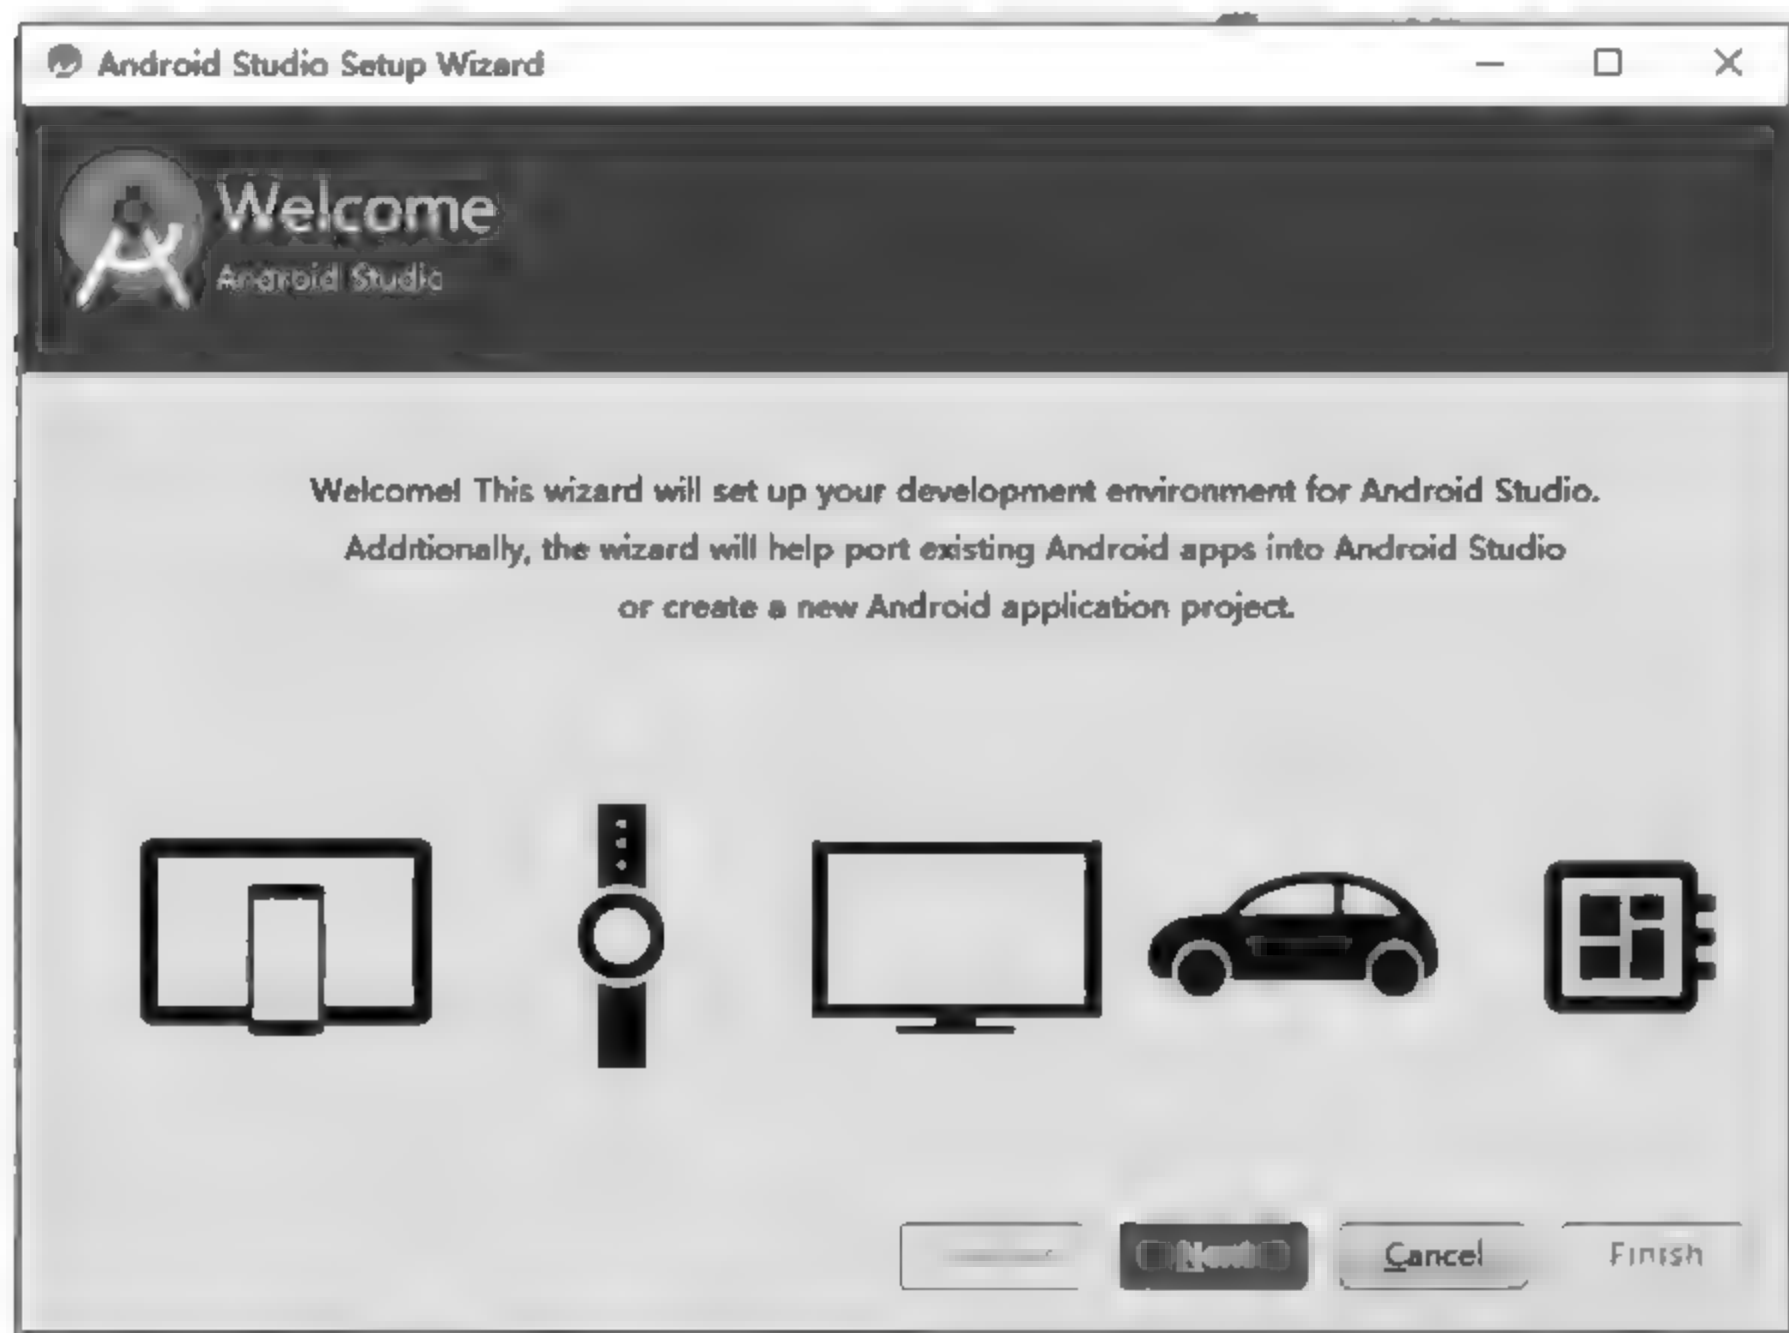 Android Studio Setup Wizard
Welcome
Android Studio
Welcome! This wizard will set up your development environment for Android Studio.
Additionally, the wizard will help port existing Android apps into Android Studio
or create a new Android application project.
Next
Cancel
Finish